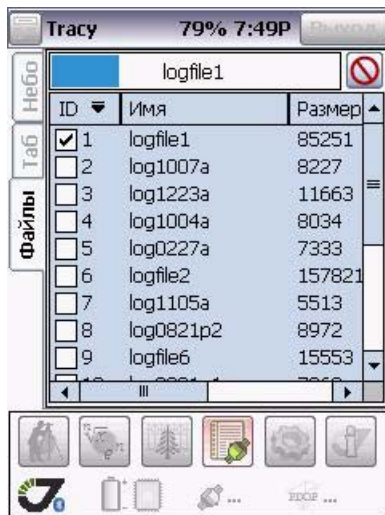 Tracy 79% 7:49P Выход
Небо
Таб
Файлы
logfile1
ID Имя Размер
1 logfile1 85251
2 log1007a 8227
3 log1223a 11663
4 log1004a 8034
5 log0227a 7333
6 logfile2 157821
7 log1105a 5513
8 log0821p2 8972
9 logfile6 15553
PDOP ...